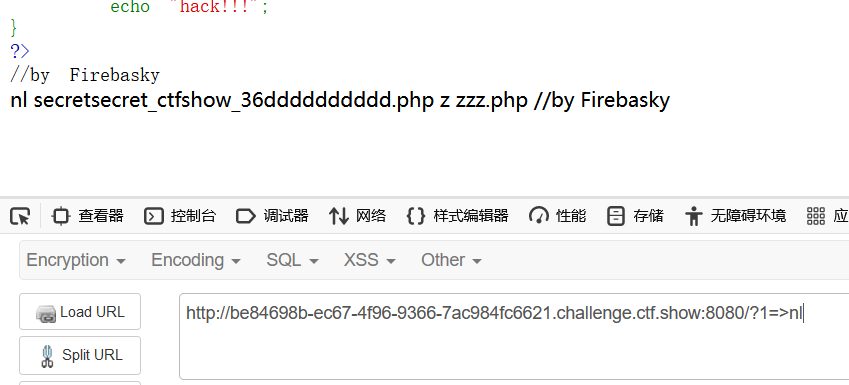 echo "hack!!!";
}
?>
//by Firebasky
nl secretsecret_ctfshow_36dddddddddd.php z zzz.php //by Firebasky
查看器 控制台 调试器 网络 样式编辑器 性能 存储 无障碍环境 应
Encryption Encoding SQL XSS Other
Load URL
http://be84698b-ec67-4f96-9366-7ac984fc6621.challenge.ctf.show:8080/?1=>nl
Split URL